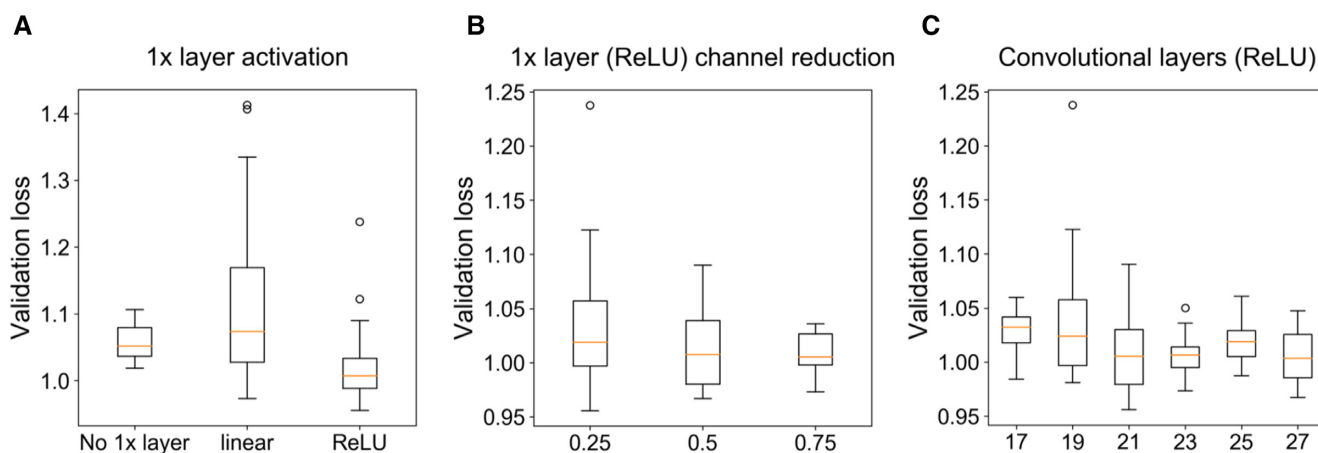 A
1x layer activation
Validation loss
1.4
1.3
1.2
1.1
1.0
No 1x layer linear ReLU
B
1x layer (ReLU) channel reduction
Validation loss
1.25
1.20
1.15
1.10
1.05
1.00
0.95
0.25 0.5 0.75
C
Convolutional layers (ReLU)
Validation loss
1.25
1.20
1.15
1.10
1.05
1.00
0.95
17 19 21 23 25 27